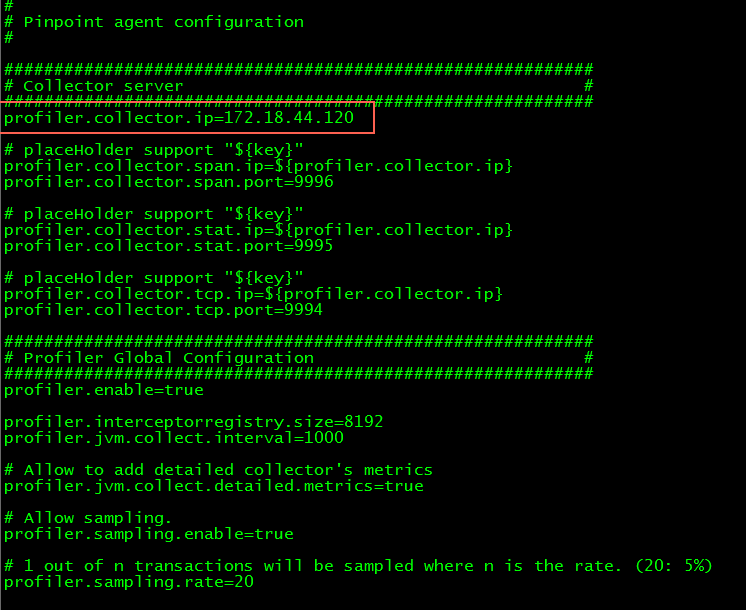 #
# Pinpoint agent configuration
#
###########################################################
# Collector server                                        #
###########################################################
profiler.collector.ip=172.18.44.120
# placeHolder support "${key}"
profiler.collector.span.ip=${profiler.collector.ip}
profiler.collector.span.port=9996
# placeHolder support "${key}"
profiler.collector.stat.ip=${profiler.collector.ip}
profiler.collector.stat.port=9995
# placeHolder support "${key}"
profiler.collector.tcp.ip=${profiler.collector.ip}
profiler.collector.tcp.port=9994
###########################################################
# Profiler Global Configuration                           #
###########################################################
profiler.enable=true
profiler.interceptorregistry.size=8192
profiler.jvm.collect.interval=1000
# Allow to add detailed collector's metrics
profiler.jvm.collect.detailed.metrics=true
# Allow sampling.
profiler.sampling.enable=true
# 1 out of n transactions will be sampled where n is the rate. (20: 5%)
profiler.sampling.rate=20